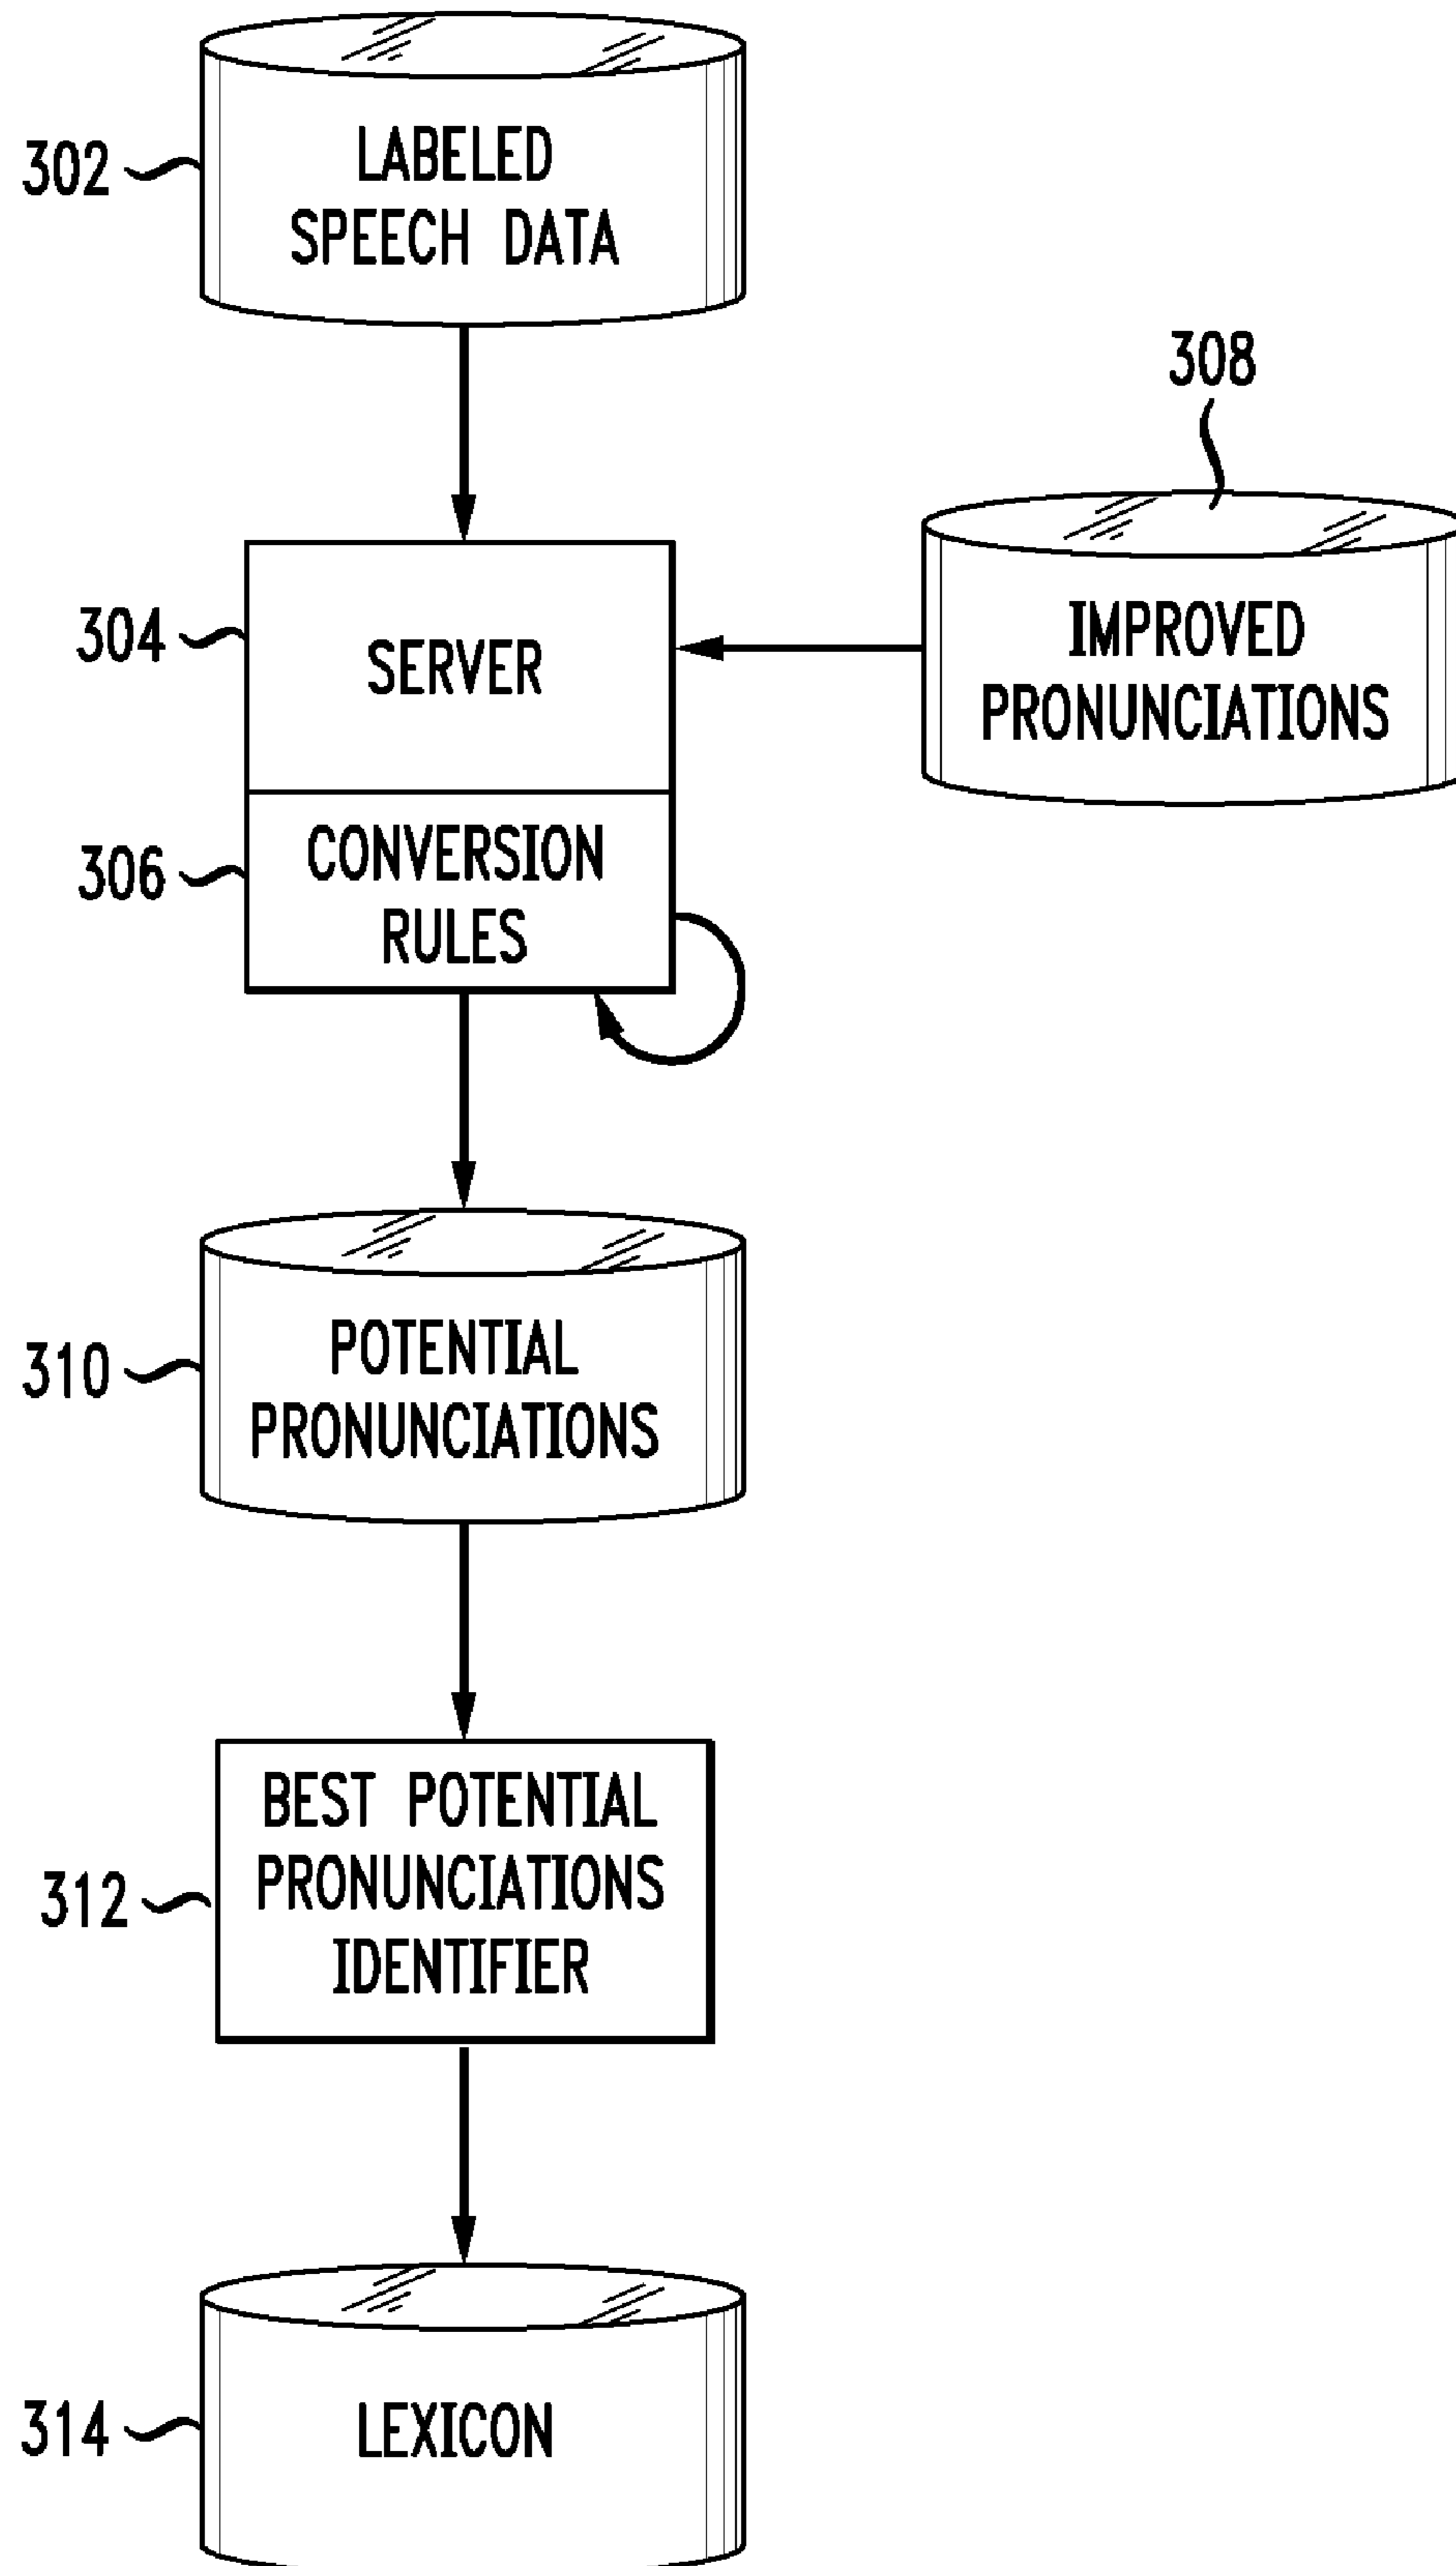 302
LABELED
SPEECH DATA
308
304
SERVER
IMPROVED
PRONUNCIATIONS
306
CONVERSION
RULES
310
POTENTIAL
PRONUNCIATIONS
312
BEST POTENTIAL
PRONUNCIATIONS
IDENTIFIER
314
LEXICON